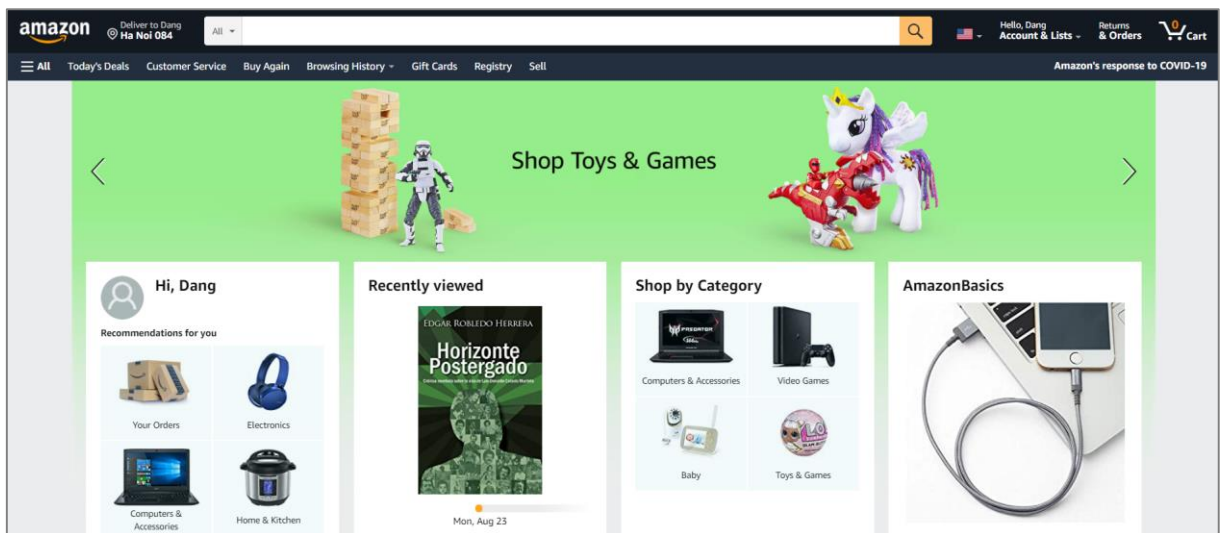 amazon
Deliver to Dang
Ha Noi 084
All
Hello, Dang
Account & Lists
Returns
& Orders
0
Cart
All
Today's Deals
Customer Service
Buy Again
Browsing History
Gift Cards
Registry
Sell
Amazon's response to COVID-19
Shop Toys & Games
Hi, Dang
Recommendations for you
Your Orders
Electronics
Computers &
Accessories
Home & Kitchen
Recently viewed
EDGAR ROBLEDO HERRERA
Horizonte
Postergado
Mon, Aug 23
Shop by Category
PREDATOR
Computers & Accessories
Video Games
Baby
L.O.L.
Toys & Games
AmazonBasics